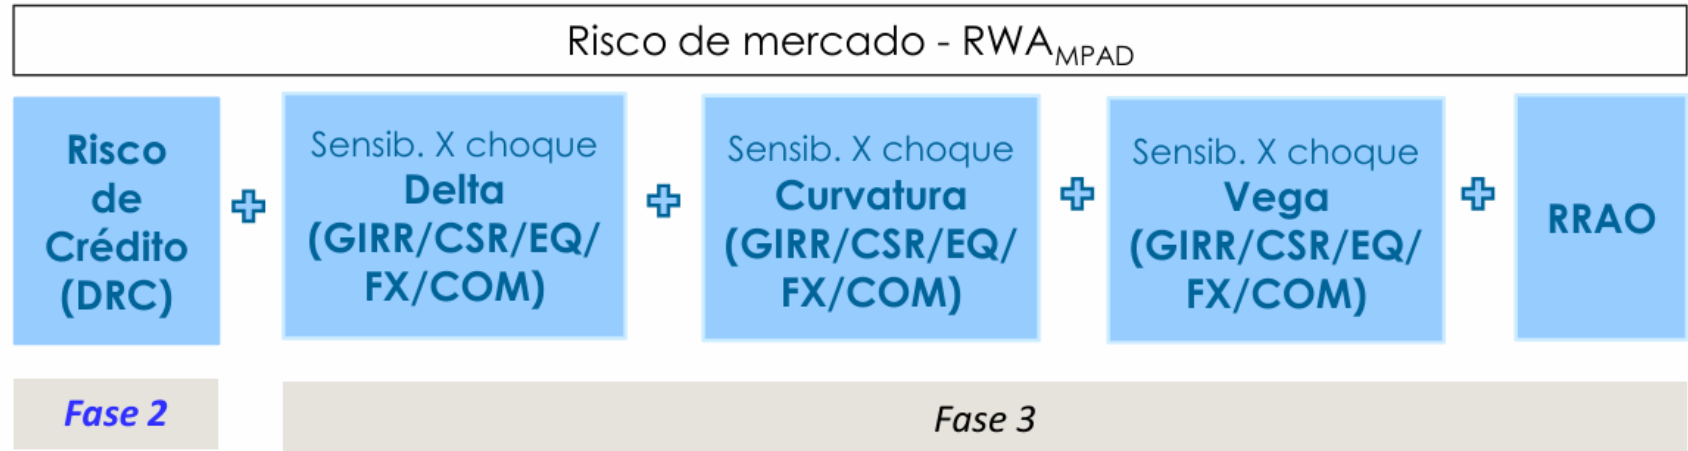 Risco de mercado - RWA_MPAD
Risco
de
Crédito
(DRC)
Sensib. X choque
Delta
(GIRR/CSR/EQ/
FX/COM)
Sensib. X choque
Curvatura
(GIRR/CSR/EQ/
FX/COM)
Sensib. X choque
Vega
(GIRR/CSR/EQ/
FX/COM)
RRAO
Fase 2
Fase 3